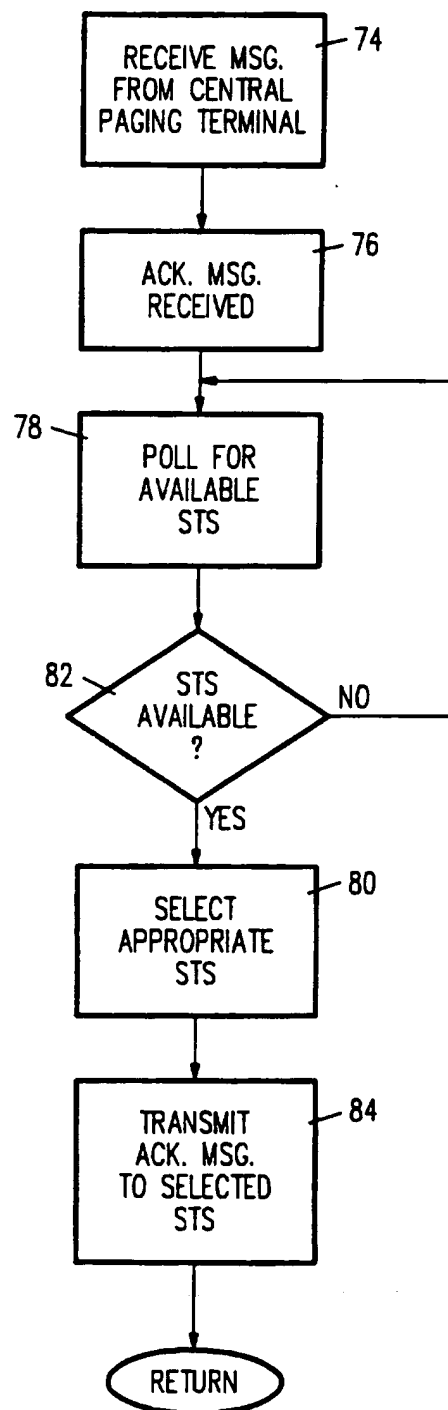 74
RECEIVE MSG.
FROM CENTRAL
PAGING TERMINAL
76
ACK. MSG.
RECEIVED
78
POLL FOR
AVAILABLE
STS
82
STS
AVAILABLE
?
NO
YES
80
SELECT
APPROPRIATE
STS
84
TRANSMIT
ACK. MSG.
TO SELECTED
STS
RETURN